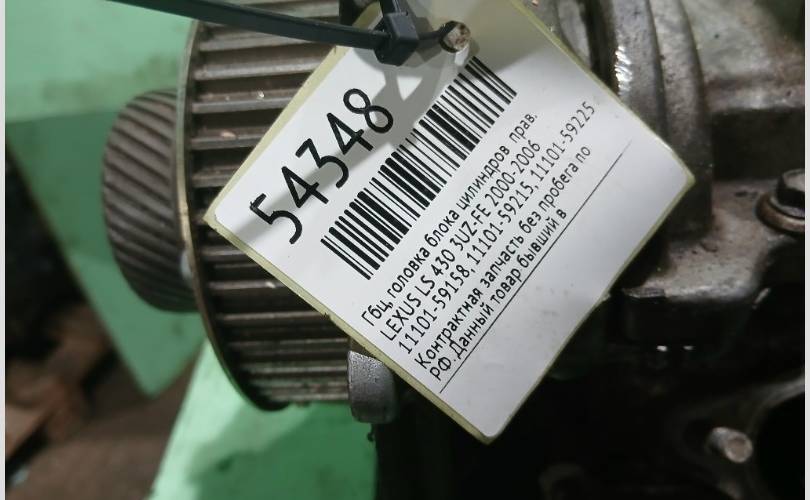 54348
Гбц, головка блока цилиндров прав.
LEXUS LS 430 3UZ-FE 2000-2006
11101-59158, 11101-59215, 11101-59225
Контрактная запчасть без пробега по
РФ. Данный товар бывший в